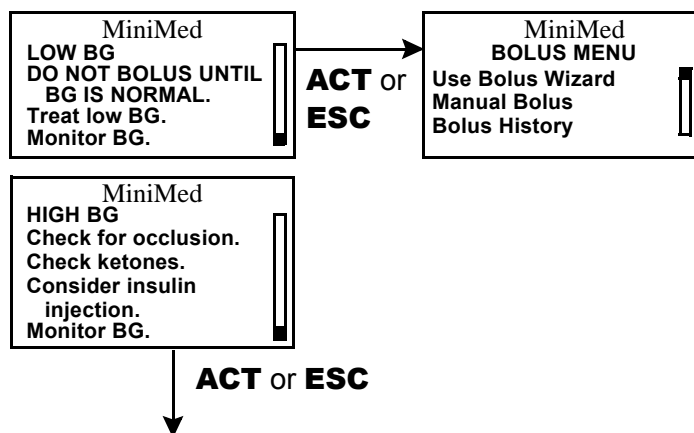 MiniMed
LOW BG
DO NOT BOLUS UNTIL
BG IS NORMAL.
Treat low BG.
Monitor BG.
ACT or
ESC
MiniMed
BOLUS MENU
Use Bolus Wizard
Manual Bolus
Bolus History
MiniMed
HIGH BG
Check for occlusion.
Check ketones.
Consider insulin
injection.
Monitor BG.
ACT or ESC